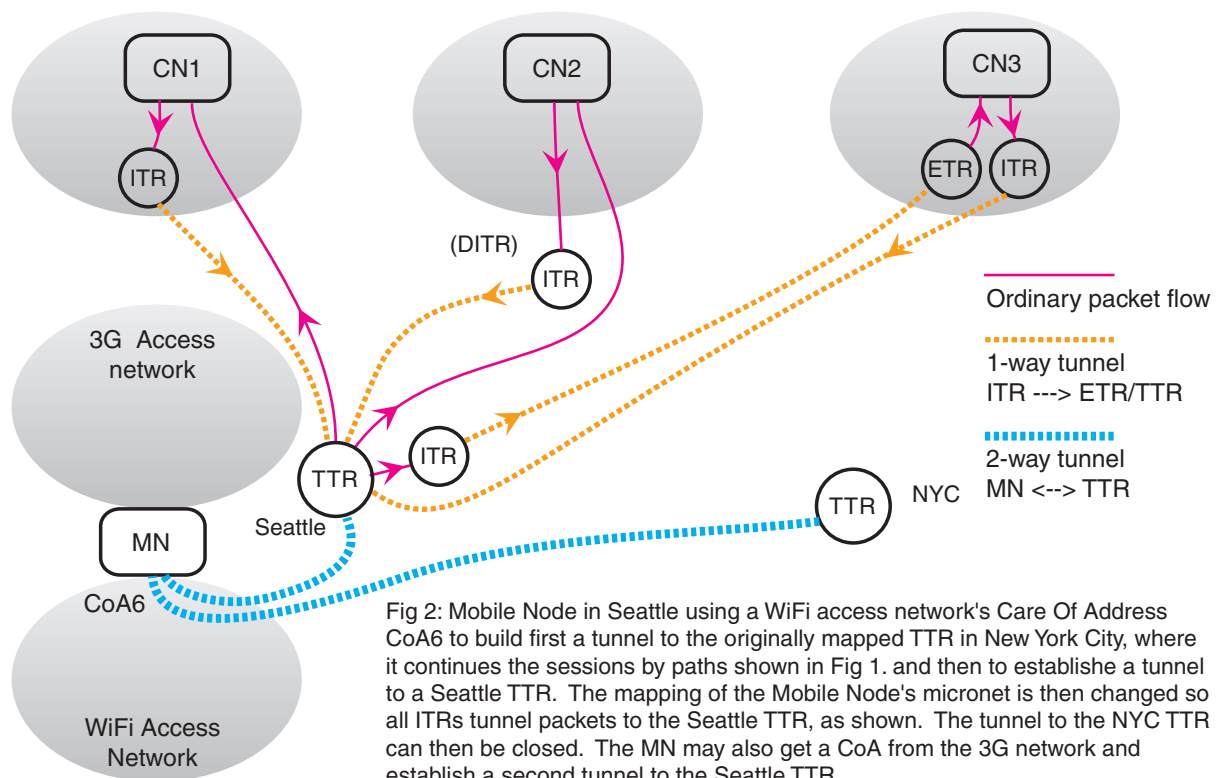 CN1
CN2
CN3
ITR
ETR
ITR
(DITR)
ITR
Ordinary packet flow
1-way tunnel
ITR ---> ETR/TTR
2-way tunnel
MN <--> TTR
3G Access
network
TTR
ITR
Seattle
TTR
NYC
MN
CoA6
WiFi Access
Network
Fig 2: Mobile Node in Seattle using a WiFi access network's Care Of Address
CoA6 to build first a tunnel to the originally mapped TTR in New York City, where
it continues the sessions by paths shown in Fig 1. and then to establishe a tunnel
to a Seattle TTR. The mapping of the Mobile Node's micronet is then changed so
all ITRs tunnel packets to the Seattle TTR, as shown. The tunnel to the NYC TTR
can then be closed. The MN may also get a CoA from the 3G network and
establish a second tunnel to the Seattle TTR